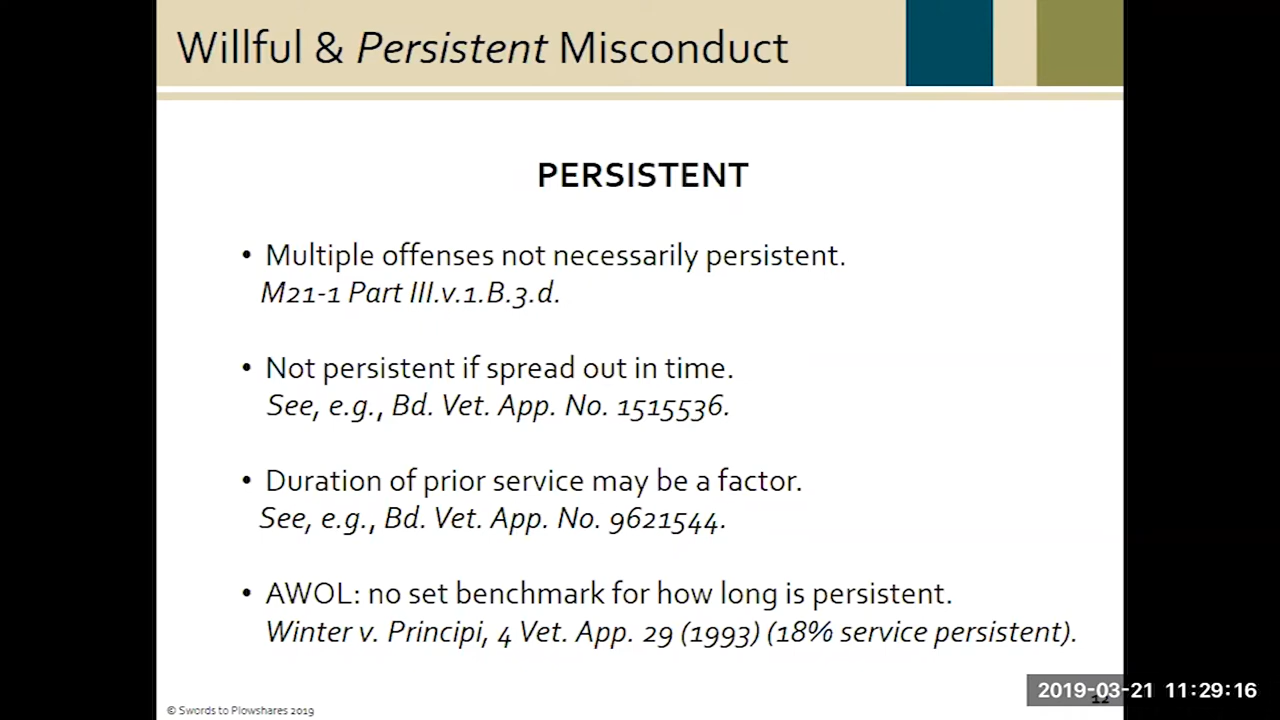 Willful & Persistent Misconduct
PERSISTENT
• Multiple offenses not necessarily persistent.
M21-1 Part III.v.1.B.3.d.
• Not persistent if spread out in time.
See, e.g., Bd. Vet. App. No. 1515536.
• Duration of prior service may be a factor.
See, e.g., Bd. Vet. App. No. 9621544.
• AWOL: no set benchmark for how long is persistent.
Winter v. Principi, 4 Vet. App. 29 (1993) (18% service persistent).
2019-03-21 11:29:16
12
© Swords to Plowshares 2019